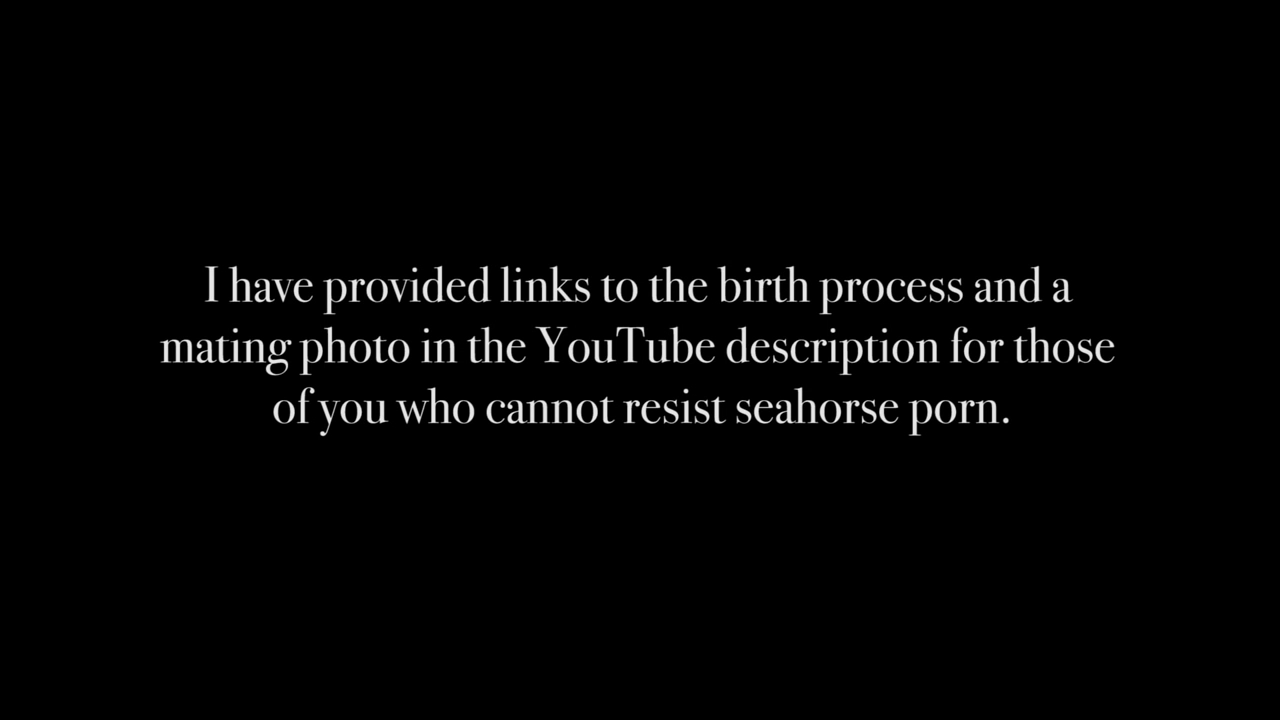 I have provided links to the birth process and a
mating photo in the YouTube description for those
of you who cannot resist seahorse porn.